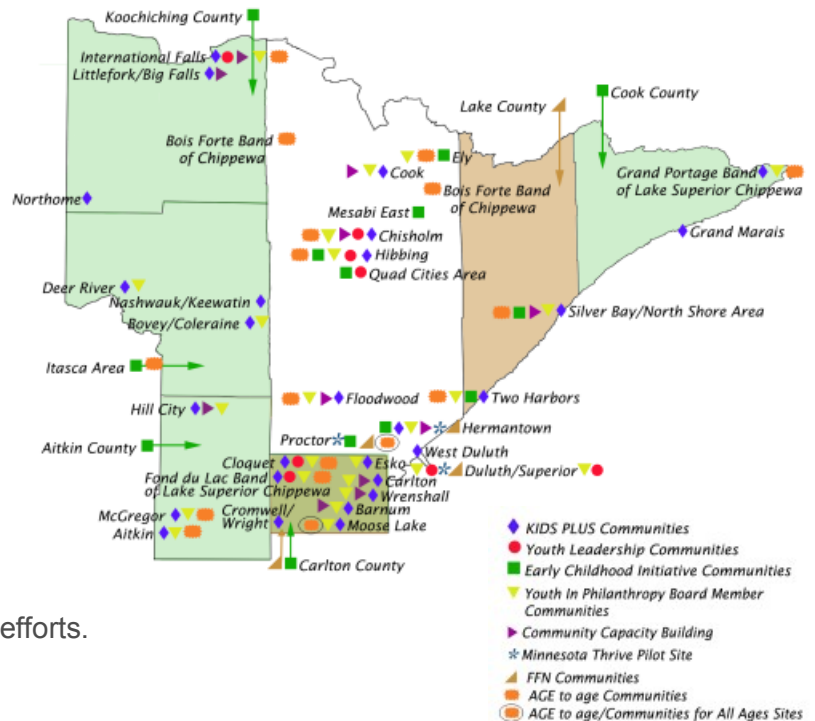 Koochiching County
International Falls
Littlefork/Big Falls
Lake County
Cook County
Bois Forte Band
of Chippewa
Ely
Cook
Grand Portage Band
of Lake Superior Chippewa
Bois Forte Band
of Chippewa
Northome
Mesabi East
Chisholm
Grand Marais
Hibbing
Quad Cities Area
Deer River
Nashwauk/Keewatin
Bovey/Coleraine
Silver Bay/North Shore Area
Itasca Area
Floodwood
Two Harbors
Hill City
Hermantown
Proctor
Aitkin County
West Duluth
Cloquet
Esko
Duluth/Superior
Fond du Lac Band
of Lake Superior Chippewa
Carlton
Wrenshall
Cromwell/
Wright
Barnum
McGregor
Moose Lake
Aitkin
Carlton County
efforts.
KIDS PLUS Communities
Youth Leadership Communities
Early Childhood Initiative Communities
Youth In Philanthropy Board Member
Communities
Community Capacity Building
Minnesota Thrive Pilot Site
FFN Communities
AGE to age Communities
AGE to age/Communities for All Ages Sites